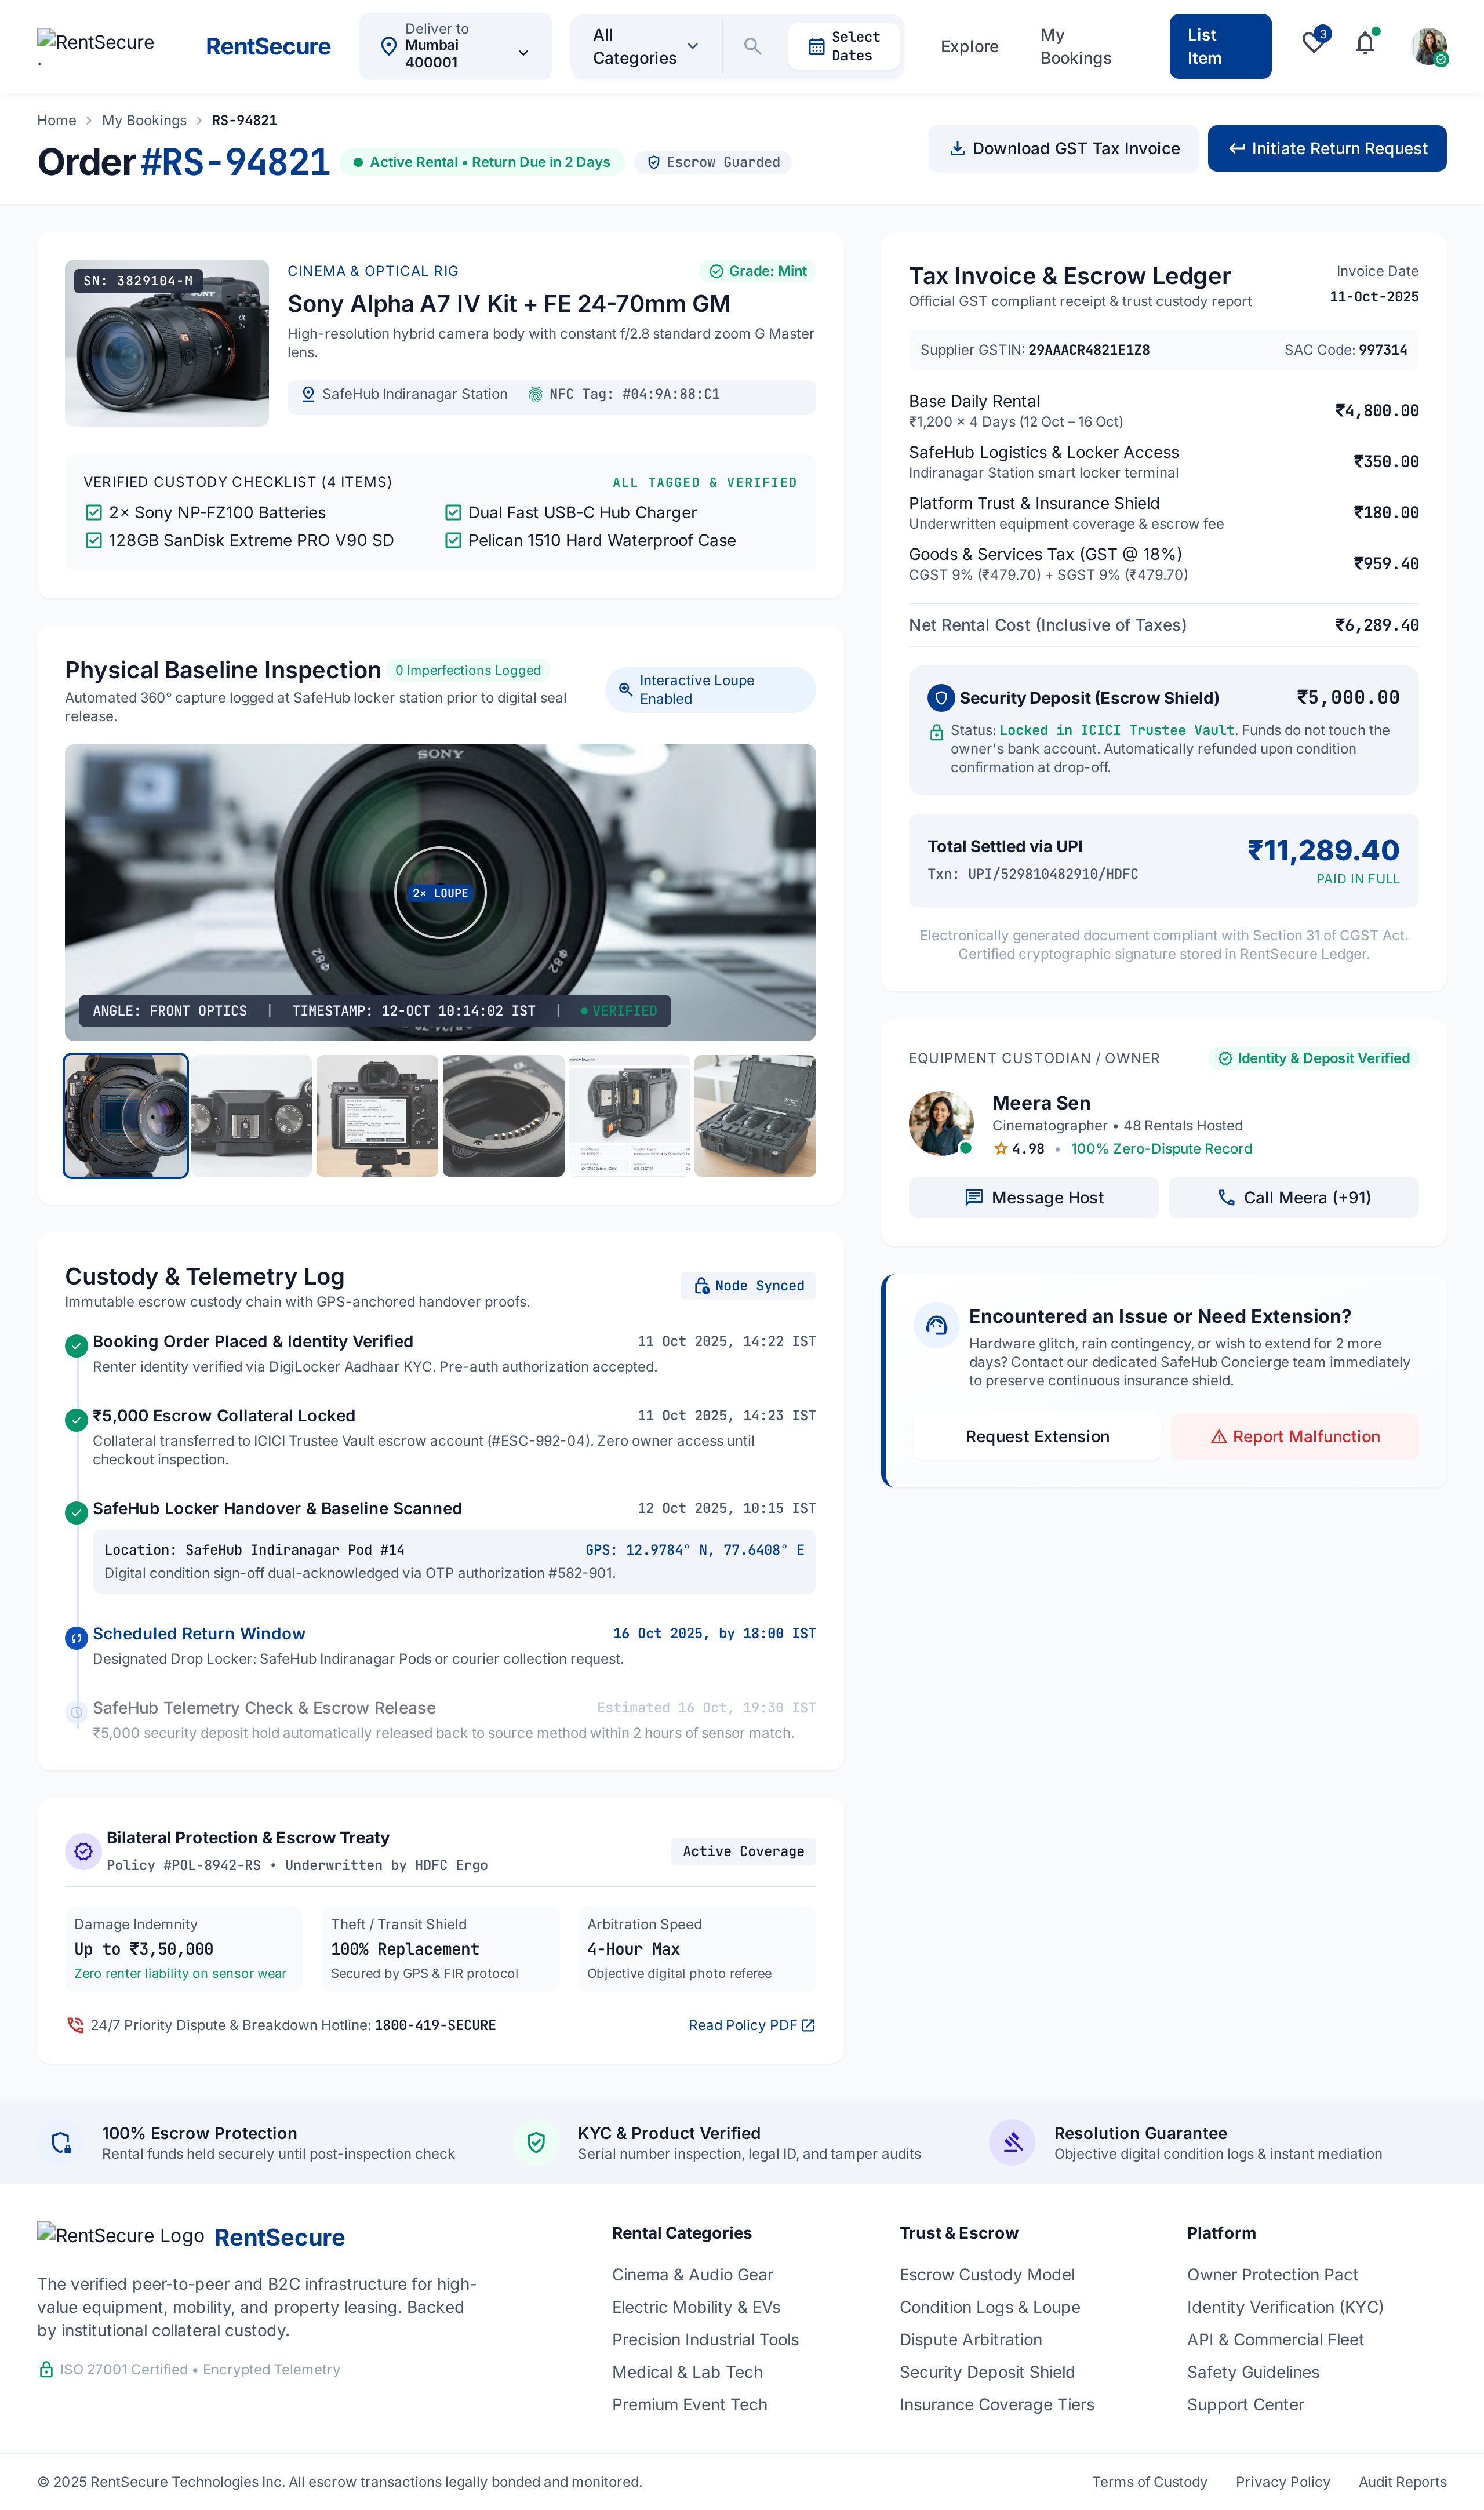 RentSecure
RentSecure
Deliver to
Mumbai
400001
All
Categories
Select
Dates
Explore
My
Bookings
List
Item
3
Home
My Bookings
RS-94821
Order #RS-94821
Active Rental • Return Due in 2 Days
Escrow Guarded
Download GST Tax Invoice
Initiate Return Request
SN: 3829104-M
SONY
CINEMA & OPTICAL RIG
Grade: Mint
Sony Alpha A7 IV Kit + FE 24-70mm GM
High-resolution hybrid camera body with constant f/2.8 standard zoom G Master
lens.
SafeHub Indiranagar Station
NFC Tag: #04:9A:88:C1
VERIFIED CUSTODY CHECKLIST (4 ITEMS)
ALL TAGGED & VERIFIED
2× Sony NP-FZ100 Batteries
Dual Fast USB-C Hub Charger
128GB SanDisk Extreme PRO V90 SD
Pelican 1510 Hard Waterproof Case
Physical Baseline Inspection
0 Imperfections Logged
Automated 360° capture logged at SafeHub locker station prior to digital seal
release.
Interactive Loupe
Enabled
SONY
2× LOUPE
Φ82
Φ82
ANGLE: FRONT OPTICS | TIMESTAMP: 12-OCT 10:14:02 IST | VERIFIED
Custody & Telemetry Log
Immutable escrow custody chain with GPS-anchored handover proofs.
Node Synced
Booking Order Placed & Identity Verified
11 Oct 2025, 14:22 IST
Renter identity verified via DigiLocker Aadhaar KYC. Pre-auth authorization accepted.
₹5,000 Escrow Collateral Locked
11 Oct 2025, 14:23 IST
Collateral transferred to ICICI Trustee Vault escrow account (#ESC-992-04). Zero owner access until
checkout inspection.
SafeHub Locker Handover & Baseline Scanned
12 Oct 2025, 10:15 IST
Location: SafeHub Indiranagar Pod #14
GPS: 12.9784° N, 77.6408° E
Digital condition sign-off dual-acknowledged via OTP authorization #582-901.
Scheduled Return Window
16 Oct 2025, by 18:00 IST
Designated Drop Locker: SafeHub Indiranagar Pods or courier collection request.
SafeHub Telemetry Check & Escrow Release
Estimated 16 Oct, 19:30 IST
₹5,000 security deposit hold automatically released back to source method within 2 hours of sensor match.
Bilateral Protection & Escrow Treaty
Policy #POL-8942-RS • Underwritten by HDFC Ergo
Active Coverage
Damage Indemnity
Up to ₹3,50,000
Zero renter liability on sensor wear
Theft / Transit Shield
100% Replacement
Secured by GPS & FIR protocol
Arbitration Speed
4-Hour Max
Objective digital photo referee
24/7 Priority Dispute & Breakdown Hotline: 1800-419-SECURE
Read Policy PDF
Tax Invoice & Escrow Ledger
Official GST compliant receipt & trust custody report
Invoice Date
11-Oct-2025
Supplier GSTIN: 29AAACR4821E1Z8
SAC Code: 997314
Base Daily Rental
₹1,200 × 4 Days (12 Oct – 16 Oct)
₹4,800.00
SafeHub Logistics & Locker Access
Indiranagar Station smart locker terminal
₹350.00
Platform Trust & Insurance Shield
Underwritten equipment coverage & escrow fee
₹180.00
Goods & Services Tax (GST @ 18%)
CGST 9% (₹479.70) + SGST 9% (₹479.70)
₹959.40
Net Rental Cost (Inclusive of Taxes)
₹6,289.40
Security Deposit (Escrow Shield)
₹5,000.00
Status: Locked in ICICI Trustee Vault. Funds do not touch the
owner's bank account. Automatically refunded upon condition
confirmation at drop-off.
Total Settled via UPI
Txn: UPI/529810482910/HDFC
₹11,289.40
PAID IN FULL
Electronically generated document compliant with Section 31 of CGST Act.
Certified cryptographic signature stored in RentSecure Ledger.
EQUIPMENT CUSTODIAN / OWNER
Identity & Deposit Verified
Meera Sen
Cinematographer • 48 Rentals Hosted
4.98 • 100% Zero-Dispute Record
Message Host
Call Meera (+91)
Encountered an Issue or Need Extension?
Hardware glitch, rain contingency, or wish to extend for 2 more
days? Contact our dedicated SafeHub Concierge team immediately
to preserve continuous insurance shield.
Request Extension
Report Malfunction
100% Escrow Protection
Rental funds held securely until post-inspection check
KYC & Product Verified
Serial number inspection, legal ID, and tamper audits
Resolution Guarantee
Objective digital condition logs & instant mediation
RentSecure Logo
RentSecure
The verified peer-to-peer and B2C infrastructure for high-
value equipment, mobility, and property leasing. Backed
by institutional collateral custody.
ISO 27001 Certified • Encrypted Telemetry
Rental Categories
Cinema & Audio Gear
Electric Mobility & EVs
Precision Industrial Tools
Medical & Lab Tech
Premium Event Tech
Trust & Escrow
Escrow Custody Model
Condition Logs & Loupe
Dispute Arbitration
Security Deposit Shield
Insurance Coverage Tiers
Platform
Owner Protection Pact
Identity Verification (KYC)
API & Commercial Fleet
Safety Guidelines
Support Center
© 2025 RentSecure Technologies Inc. All escrow transactions legally bonded and monitored.
Terms of Custody
Privacy Policy
Audit Reports